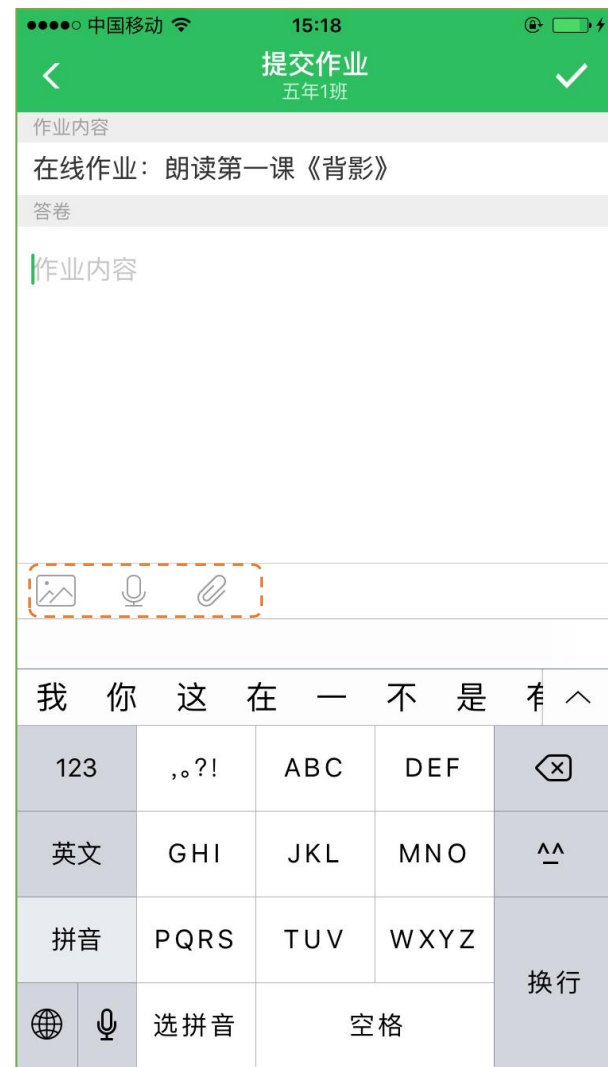 中国移动 15:18
提交作业
五年1班
作业内容
在线作业：朗读第一课《背影》
答卷
作业内容
我 你 这 在 一 不 是
123 ,。?! ABC DEF
英文 GHI JKL MNO ^^
拼音 PQRS TUV WXYZ
换行
选拼音 空格